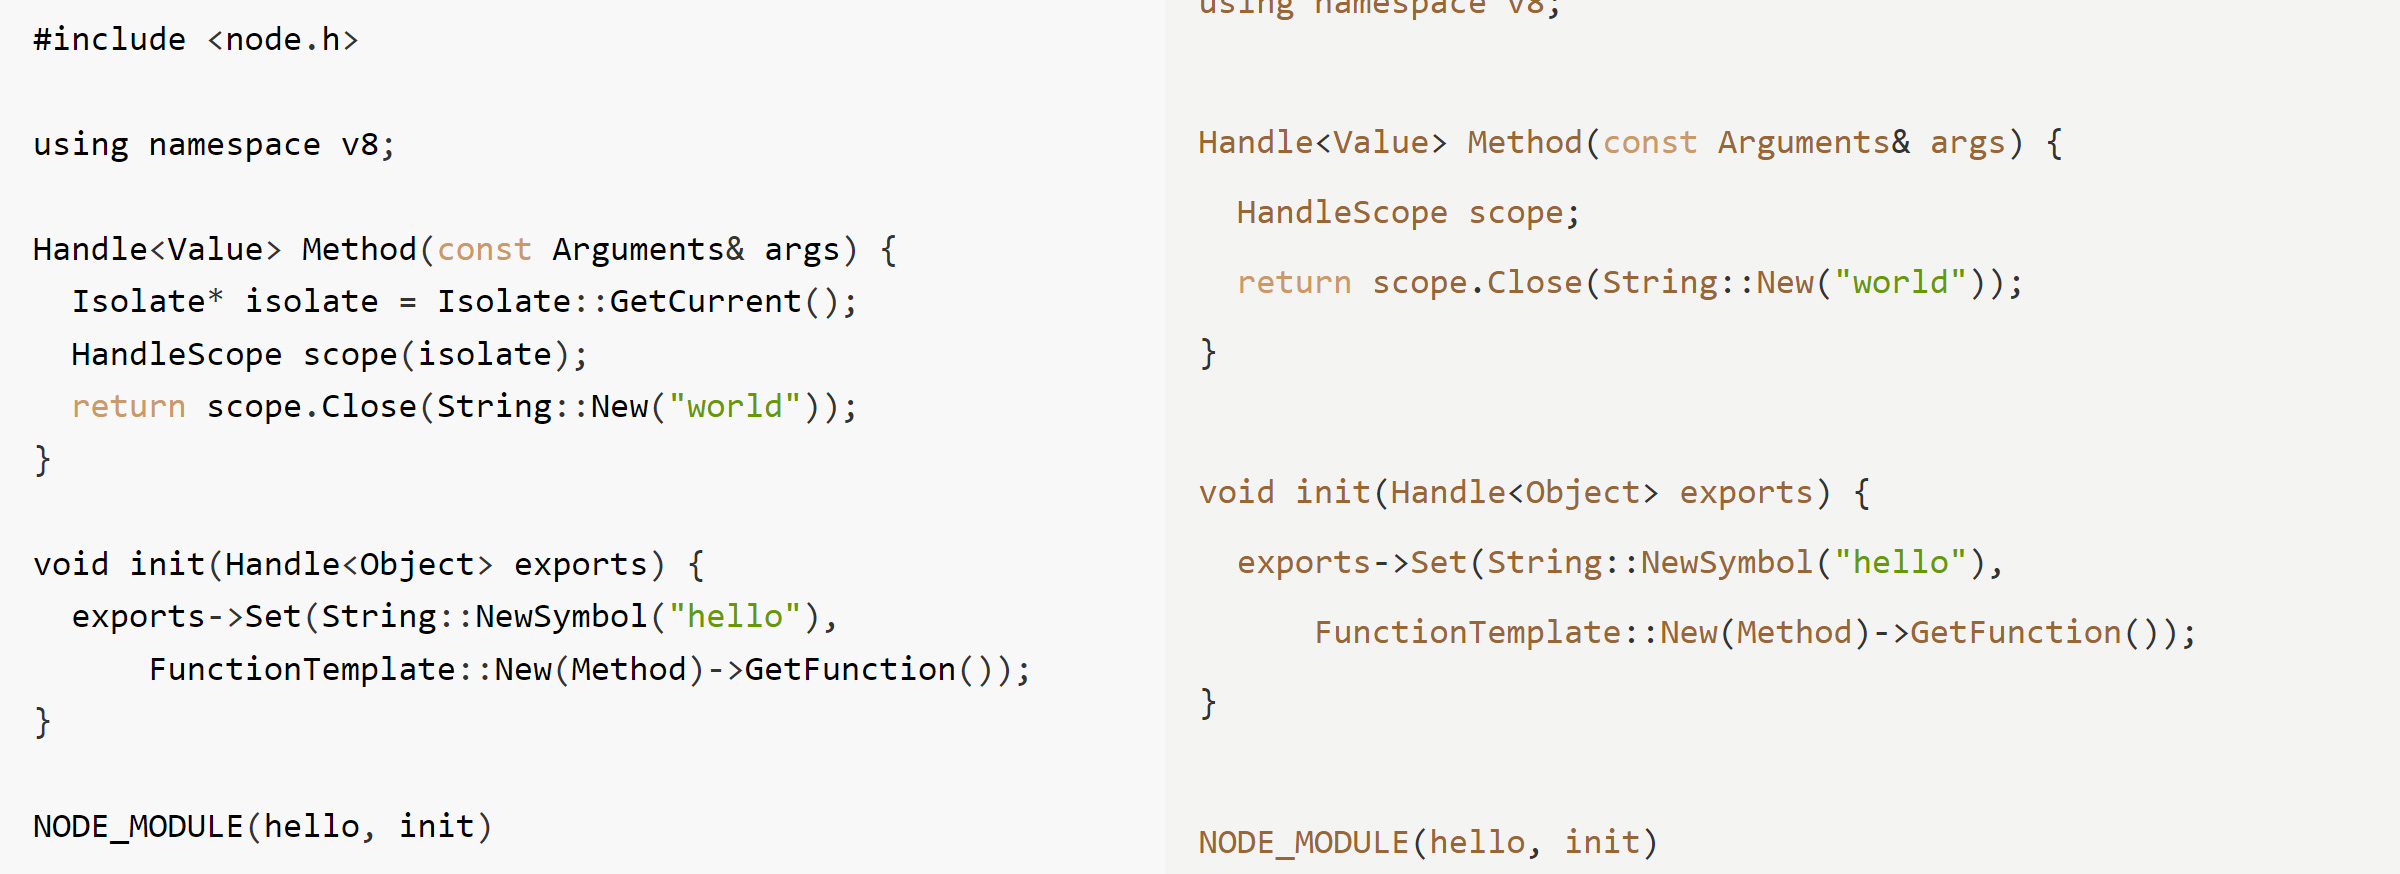 #include <node.h>
using namespace v8;
Handle<Value> Method(const Arguments& args) {
  Isolate* isolate = Isolate::GetCurrent();
  HandleScope scope(isolate);
  return scope.Close(String::New("world"));
}
void init(Handle<Object> exports) {
  exports->Set(String::NewSymbol("hello"),
      FunctionTemplate::New(Method)->GetFunction());
}
NODE_MODULE(hello, init)
using namespace v8;
Handle<Value> Method(const Arguments& args) {
  HandleScope scope;
  return scope.Close(String::New("world"));
}
void init(Handle<Object> exports) {
  exports->Set(String::NewSymbol("hello"),
      FunctionTemplate::New(Method)->GetFunction());
}
NODE_MODULE(hello, init)